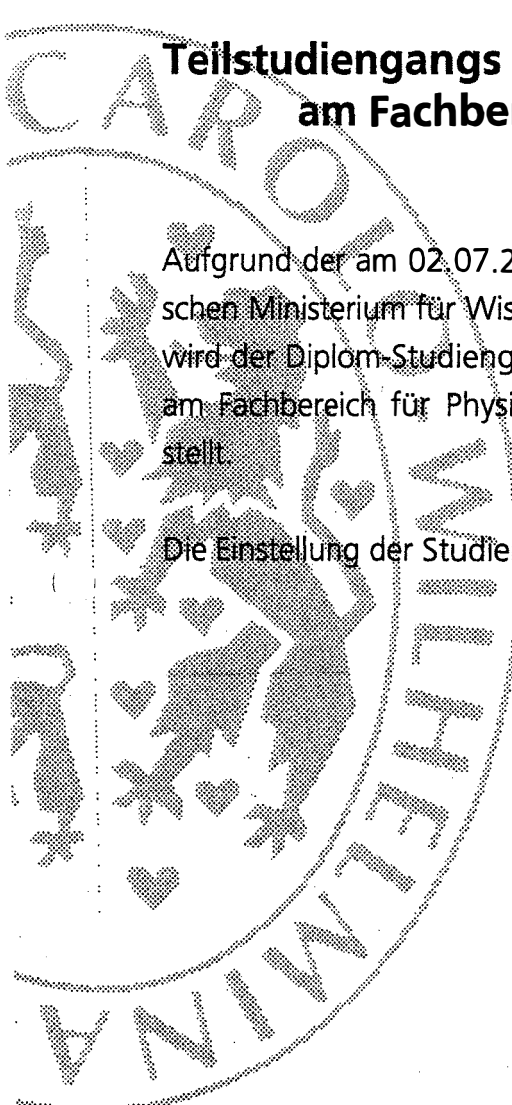 Teilstudiengangs
am Fachbe
Aufgrund der am 02.07.2
schen Ministerium für Wis
wird der Diplom-Studieng
am Fachbereich für Physi
stellt.
Die Einstellung der Studie
CAROLO
WILHELMINA